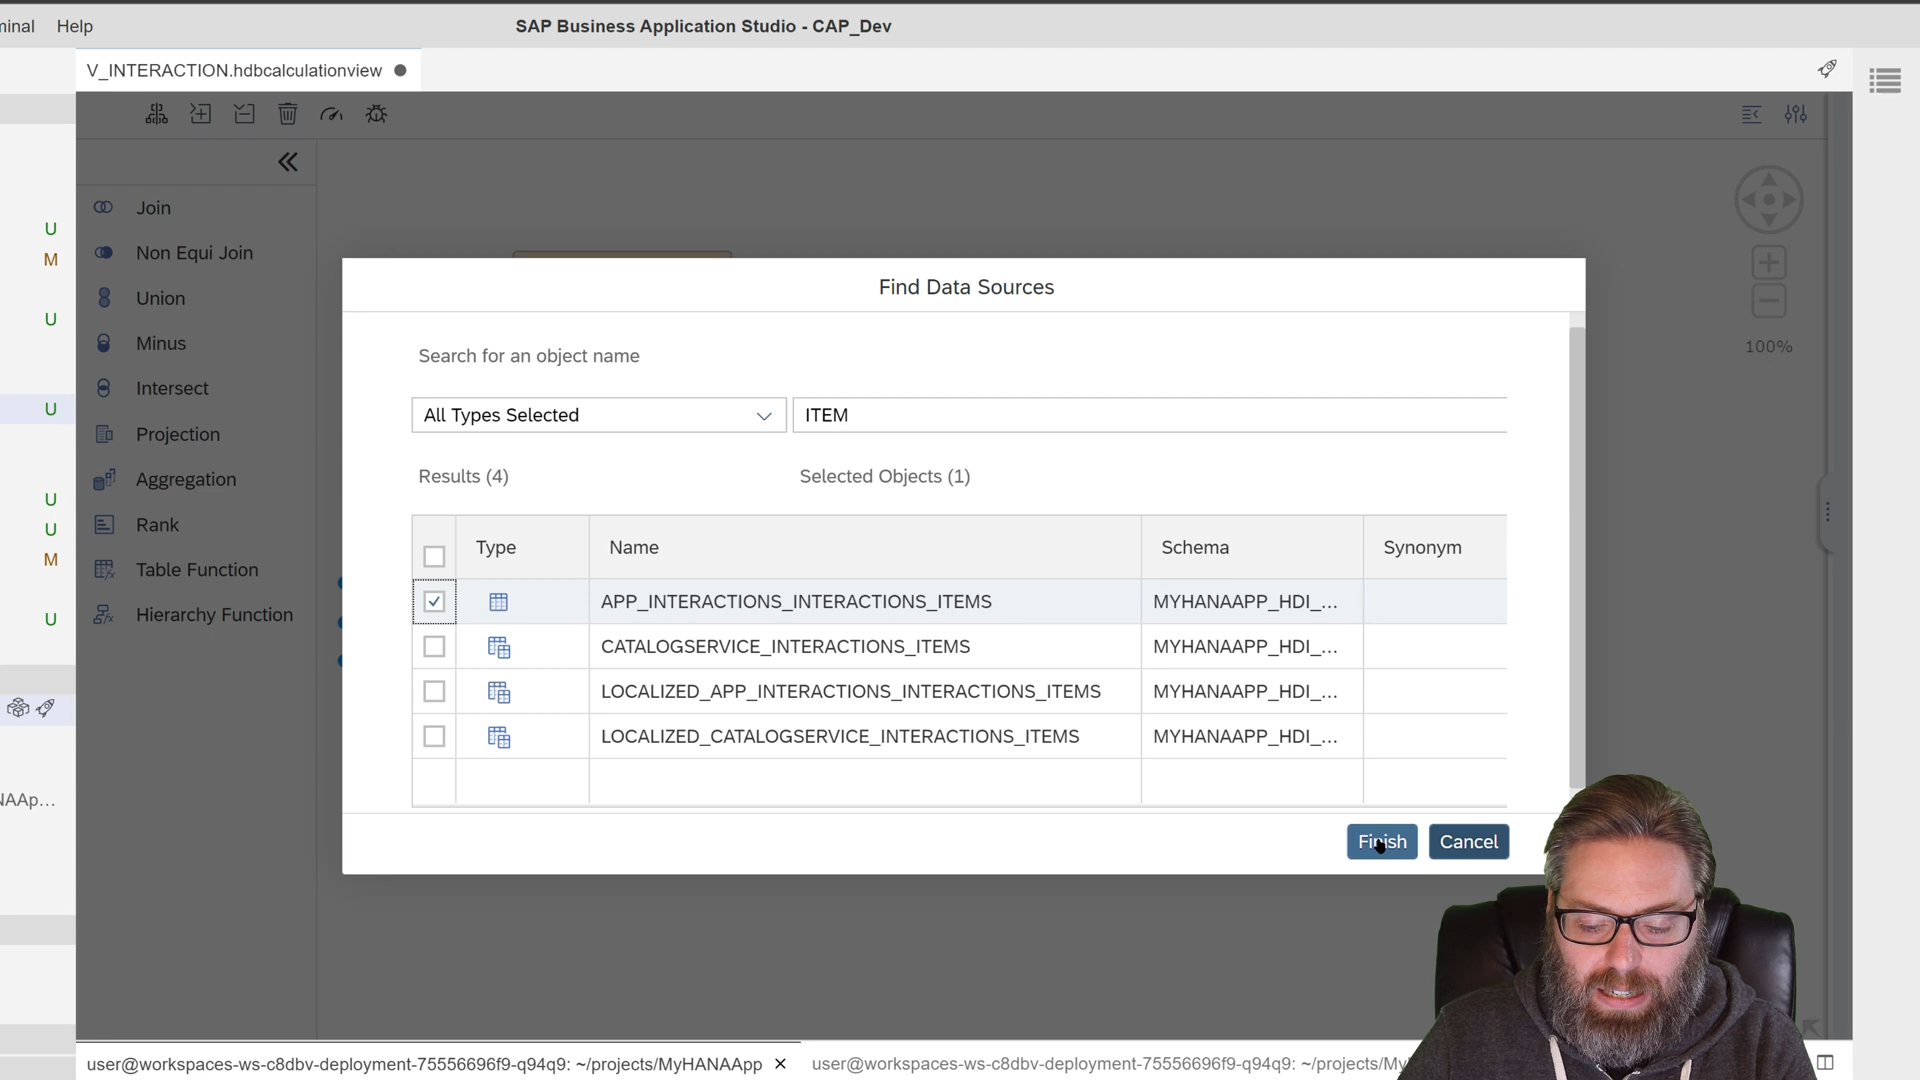 minal Help
SAP Business Application Studio - CAP_Dev
V_INTERACTION.hdbcalculationview
U
M
U
U
U
U
M
U
Join
Non Equi Join
Union
Minus
Intersect
Projection
Aggregation
Rank
Table Function
Hierarchy Function
100%
Find Data Sources
Search for an object name
All Types Selected ITEM
Results (4) Selected Objects (1)
Type Name Schema Synonym
APP_INTERACTIONS_INTERACTIONS_ITEMS MYHANAAPP_HDI_...
CATALOGSERVICE_INTERACTIONS_ITEMS MYHANAAPP_HDI_...
LOCALIZED_APP_INTERACTIONS_INTERACTIONS_ITEMS MYHANAAPP_HDI_...
LOCALIZED_CATALOGSERVICE_INTERACTIONS_ITEMS MYHANAAPP_HDI_...
Finish Cancel
NAAp...
user@workspaces-ws-c8dbv-deployment-75556696f9-q94q9: ~/projects/MyHANAApp user@workspaces-ws-c8dbv-deployment-75556696f9-q94q9: ~/projects/My